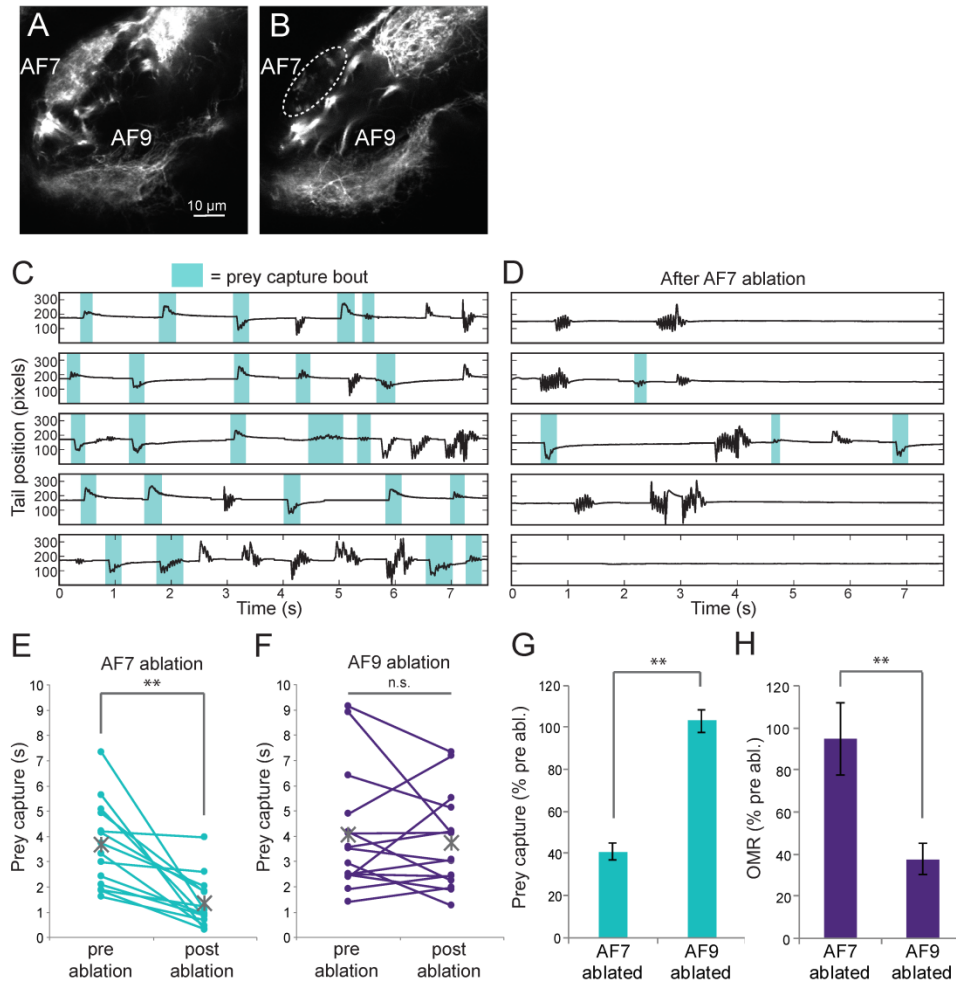 A
B
AF7
AF7
AF9
AF9
10 µm
C
= prey capture bout
D
After AF7 ablation
Tail position (pixels)
300
200
100
300
200
100
300
200
100
300
200
100
300
200
100
0 1 2 3 4 5 6 7
Time (s)
0 1 2 3 4 5 6 7
Time (s)
E
AF7 ablation
**
Prey capture (s)
10
9
8
7
6
5
4
3
2
1
0
pre ablation
post ablation
F
AF9 ablation
n.s.
Prey capture (s)
10
9
8
7
6
5
4
3
2
1
0
pre ablation
post ablation
G
**
Prey capture (% pre abl.)
120
100
80
60
40
20
0
AF7 ablated
AF9 ablated
H
**
OMR (% pre abl.)
120
100
80
60
40
20
0
AF7 ablated
AF9 ablated